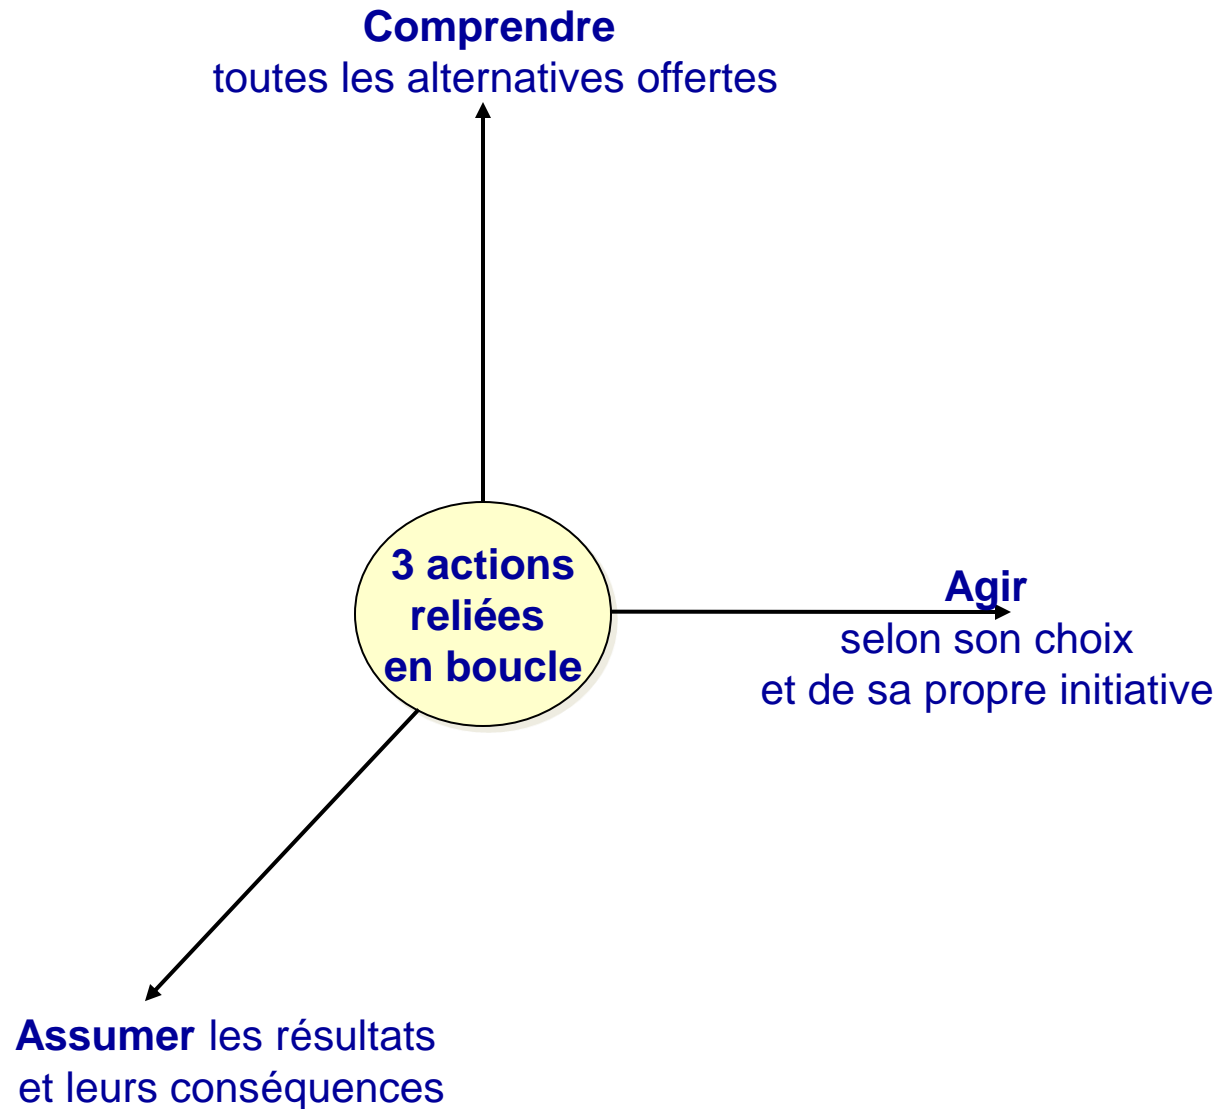 Comprendre
toutes les alternatives offertes
3 actions
reliées
en boucle
Agir
selon son choix
et de sa propre initiative
Assumer les résultats
et leurs conséquences